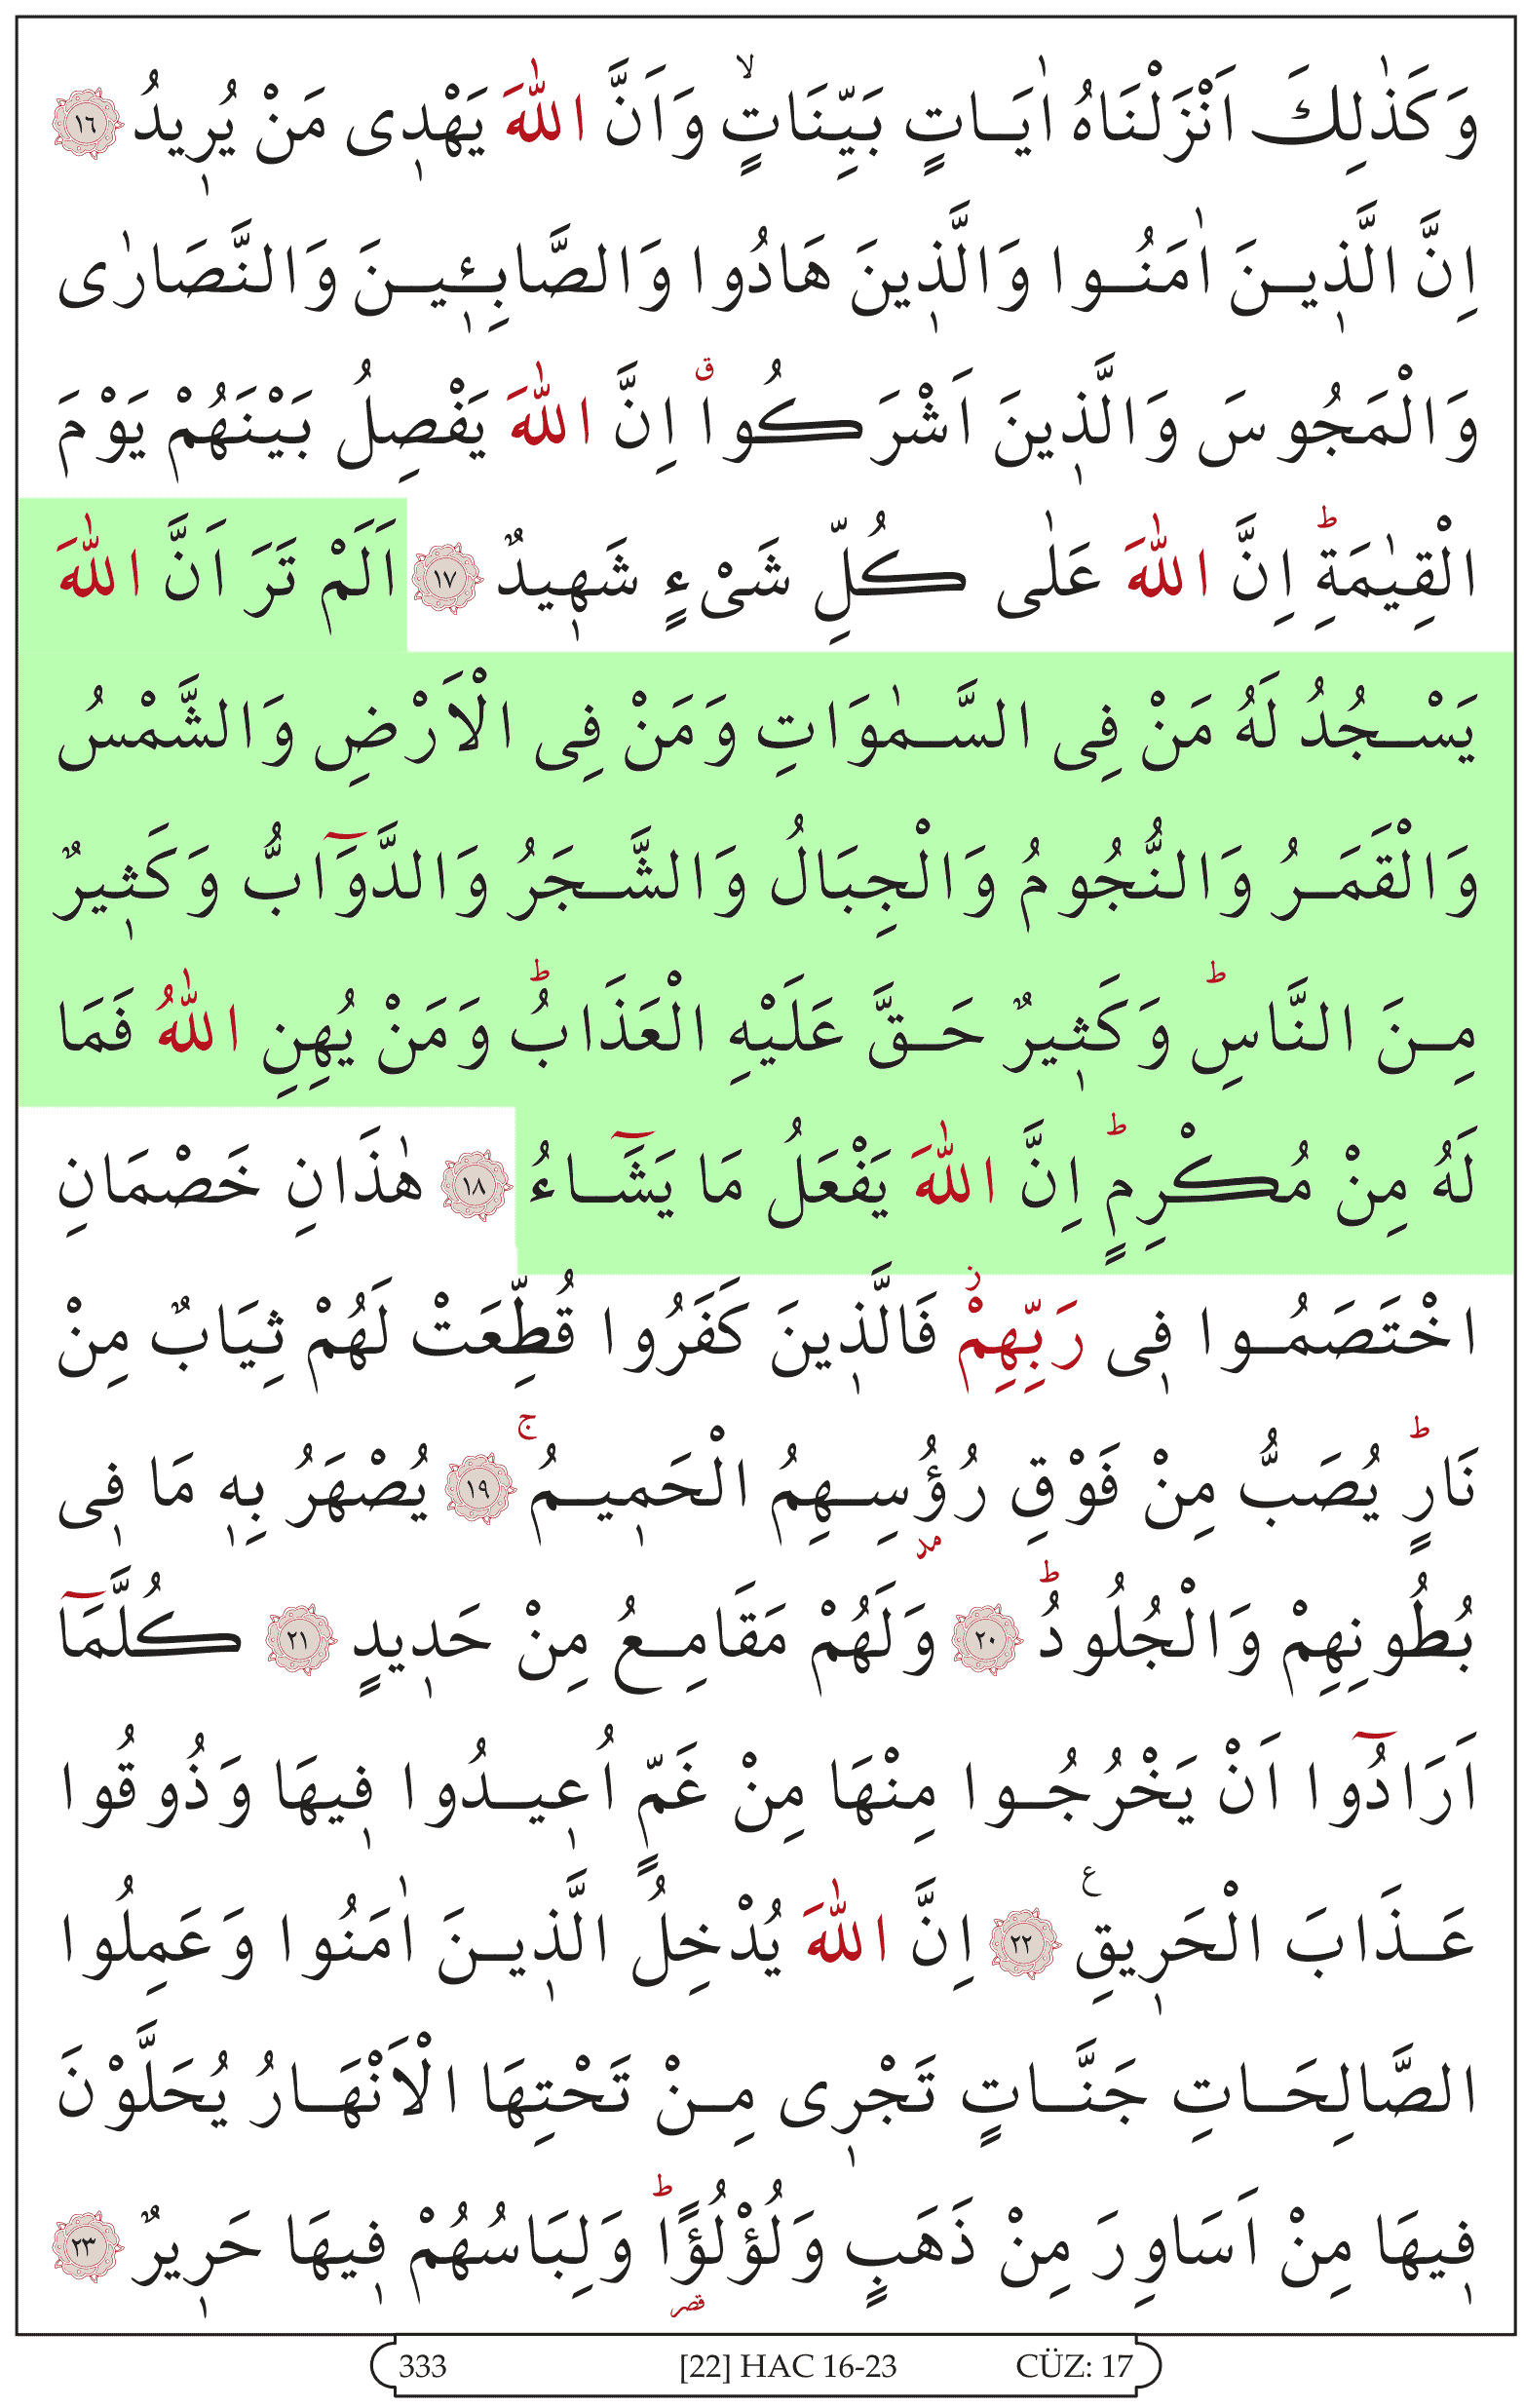 وَكَذٰلِكَ اَنْزَلْنَاهُ اٰيَاتٍ بَيِّنَاتٍۙ وَاَنَّ اللّٰهَ يَهْد۪ي مَنْ يُر۪يدُ ﴿١٦﴾
اِنَّ الَّذ۪ينَ اٰمَنُوا وَالَّذ۪ينَ هَادُوا وَالصَّابِـ۪ٔينَ وَالنَّصَارٰى
وَالْمَجُوسَ وَالَّذ۪ينَ اَشْرَكُواۗ اِنَّ اللّٰهَ يَفْصِلُ بَيْنَهُمْ يَوْمَ
الْقِيٰمَةِۜ اِنَّ اللّٰهَ عَلٰى كُلِّ شَيْءٍ شَه۪يدٌ ﴿١٧﴾ اَلَمْ تَرَ اَنَّ اللّٰهَ
يَسْجُدُ لَهُ مَنْ فِي السَّمٰوَاتِ وَمَنْ فِي الْاَرْضِ وَالشَّمْسُ
وَالْقَمَرُ وَالنُّجُومُ وَالْجِبَالُ وَالشَّجَرُ وَالدَّوَٓابُّ وَكَث۪يرٌ
مِنَ النَّاسِۜ وَكَث۪يرٌ حَقَّ عَلَيْهِ الْعَذَابُۜ وَمَنْ يُهِنِ اللّٰهُ فَمَا
لَهُ مِنْ مُكْرِمٍۜ اِنَّ اللّٰهَ يَفْعَلُ مَا يَشَٓاءُ ﴿١٨﴾ هٰذَانِ خَصْمَانِ
اخْتَصَمُوا ف۪ي رَبِّهِمْۘ فَالَّذ۪ينَ كَفَرُوا قُطِّعَتْ لَهُمْ ثِيَابٌ مِنْ
نَارٍۜ يُصَبُّ مِنْ فَوْقِ رُؤُ۫سِهِمُ الْحَم۪يمُۚ ﴿١٩﴾ يُصْهَرُ بِه۪ مَا ف۪ي
بُطُونِهِمْ وَالْجُلُودُۜ ﴿٢٠﴾ وَلَهُمْ مَقَامِعُ مِنْ حَد۪يدٍ ﴿٢١﴾ كُلَّمَٓا
اَرَادُٓوا اَنْ يَخْرُجُوا مِنْهَا مِنْ غَمٍّ اُع۪يدُوا ف۪يهَا وَذُوقُوا
عَذَابَ الْحَر۪يقِ۟ ﴿٢٢﴾ اِنَّ اللّٰهَ يُدْخِلُ الَّذ۪ينَ اٰمَنُوا وَعَمِلُوا
الصَّالِحَاتِ جَنَّاتٍ تَجْر۪ي مِنْ تَحْتِهَا الْاَنْهَارُ يُحَلَّوْنَ
ف۪يهَا مِنْ اَسَاوِرَ مِنْ ذَهَبٍ وَلُؤْلُؤً۬اۜ وَلِبَاسُهُمْ ف۪يهَا حَر۪يرٌ ﴿٢٣﴾
333 [22] HAC 16-23 CÜZ: 17